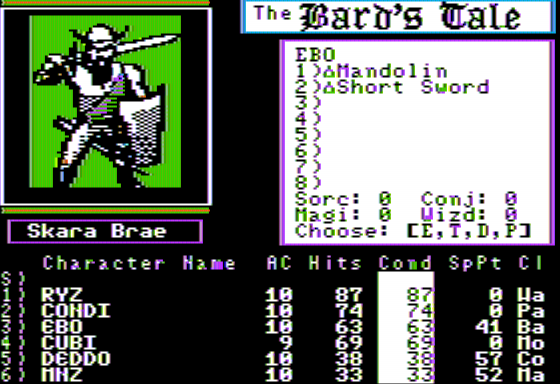 The Bard's Tale
EBO
1)▵Mandolin
2)▵Short Sword
3)
4)
5)
6)
7)
8)
Sorc: 0 Conj: 0
Magi: 0 Wizd: 0
Choose: [E,T,D,P]
Skara Brae
Character Name AC Hits Cond SpPt Cl
S)
1) RYZ 10 87 87 0 Wa
2) CONDI 10 74 74 0 Pa
3) EBO 10 63 63 41 Ba
4) CUBI 9 69 69 0 Mo
5) DEDDO 10 38 38 57 Co
6) MNZ 10 33 33 52 Ma